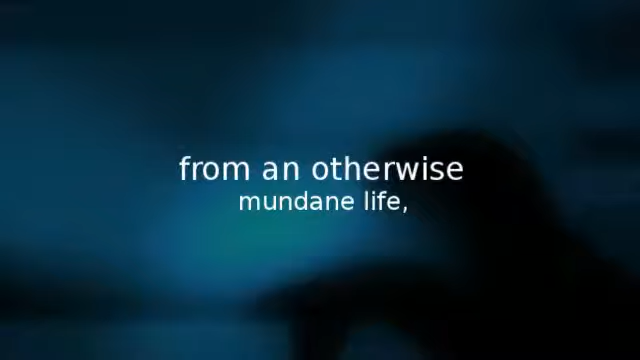 from an otherwise
mundane life,